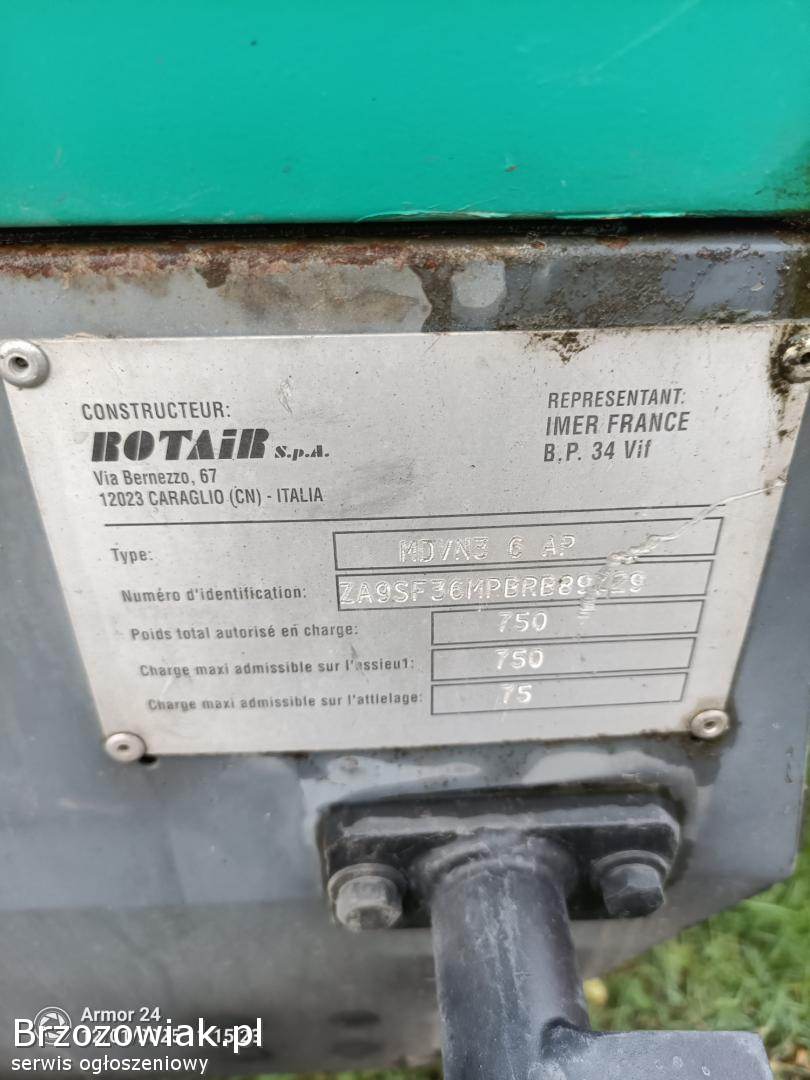 CONSTRUCTEUR:
ROTAIR S.p.A.
Via Bernezzo, 67
12023 CARAGLIO (CN) - ITALIA
REPRESENTANT:
IMER FRANCE
B.P. 34 Vif
Type: MDVN3 6 AP
Numéro d'identification:
Poids total autorisé en charge: 750
Charge maxi admissible sur l'assieu1: 750
Charge maxi admissible sur l'attelage: 75
Armor 24
Brzozowiak.pl
serwis ogłoszeniowy